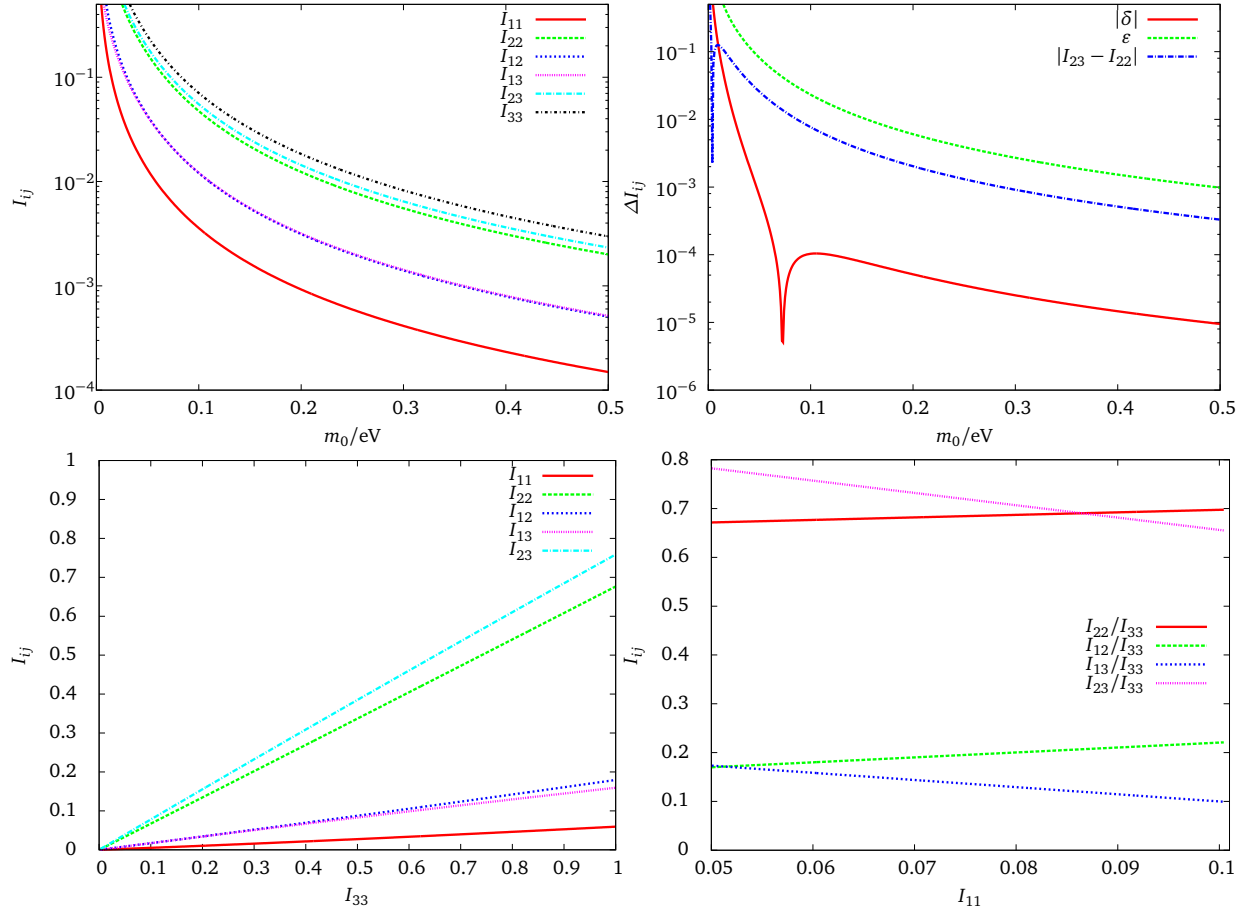 I₁₁
I₂₂
I₁₂
I₁₃
I₂₃
I₃₃
10⁻¹
10⁻²
10⁻³
10⁻⁴
I_ij
0 0.1 0.2 0.3 0.4 0.5
m₀/eV
|δ|
ε
|I₂₃ − I₂₂|
10⁻¹
10⁻²
10⁻³
10⁻⁴
10⁻⁵
10⁻⁶
ΔI_ij
0 0.1 0.2 0.3 0.4 0.5
m₀/eV
I₁₁
I₂₂
I₁₂
I₁₃
I₂₃
1
0.9
0.8
0.7
0.6
0.5
0.4
0.3
0.2
0.1
0
I_ij
0 0.1 0.2 0.3 0.4 0.5 0.6 0.7 0.8 0.9 1
I₃₃
0.8
0.7
0.6
0.5
0.4
0.3
0.2
0.1
0
I_ij
I₂₂/I₃₃
I₁₂/I₃₃
I₁₃/I₃₃
I₂₃/I₃₃
0.05 0.06 0.07 0.08 0.09 0.1
I₁₁